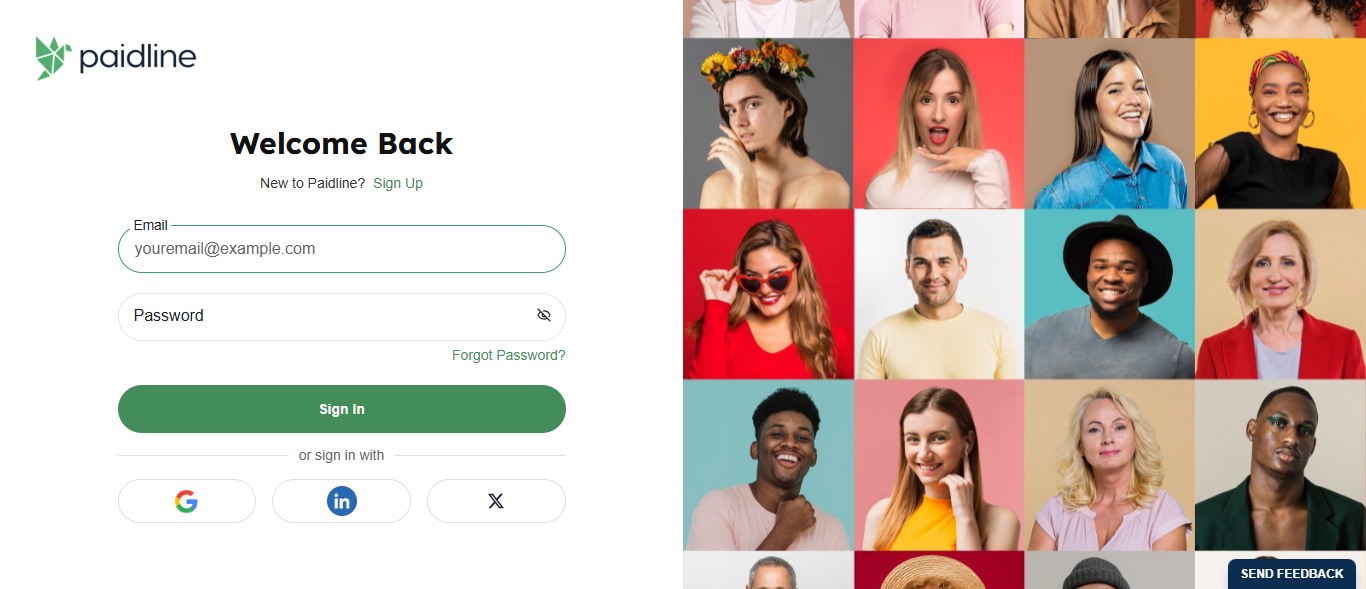 paidline
Welcome Back
New to Paidline? Sign Up
Email
youremail@example.com
Password
Forgot Password?
Sign In
or sign in with
G
in
X
SEND FEEDBACK